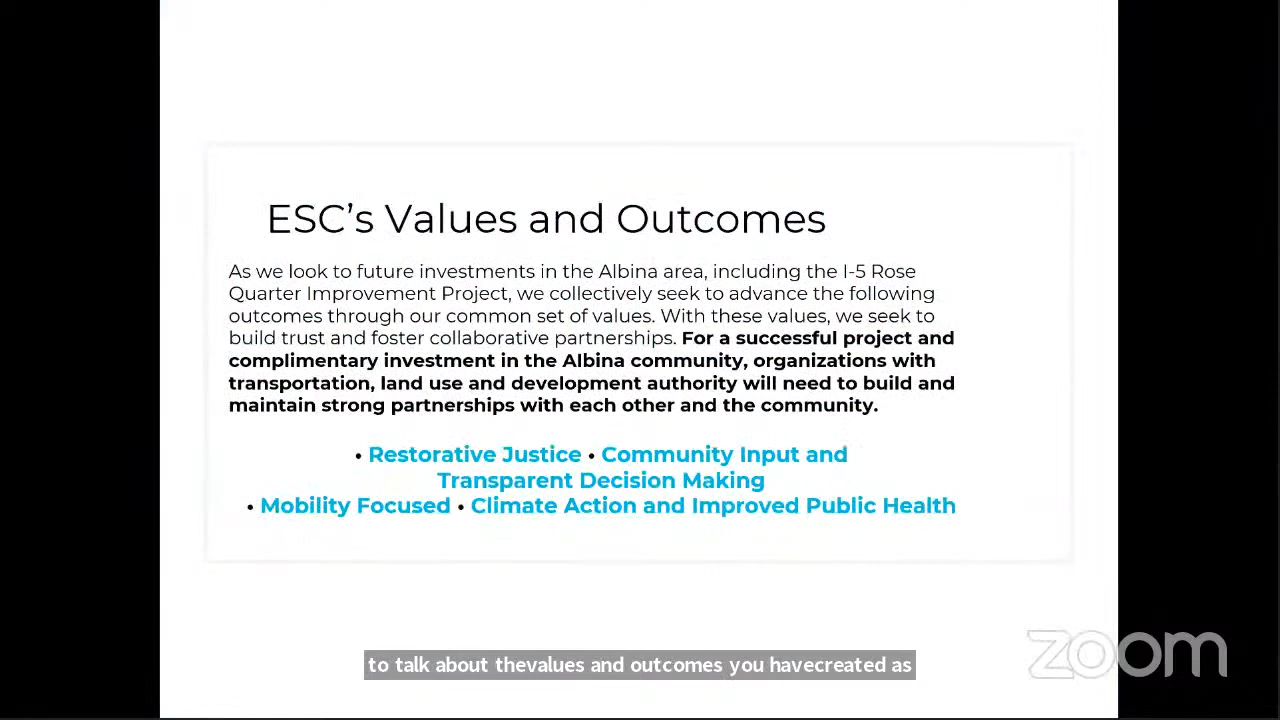 ESC’s Values and Outcomes
As we look to future investments in the Albina area, including the I-5 Rose
Quarter Improvement Project, we collectively seek to advance the following
outcomes through our common set of values. With these values, we seek to
build trust and foster collaborative partnerships. For a successful project and
complimentary investment in the Albina community, organizations with
transportation, land use and development authority will need to build and
maintain strong partnerships with each other and the community.
• Restorative Justice • Community Input and
Transparent Decision Making
• Mobility Focused • Climate Action and Improved Public Health
to talk about thevalues and outcomes you havecreated as
zoom